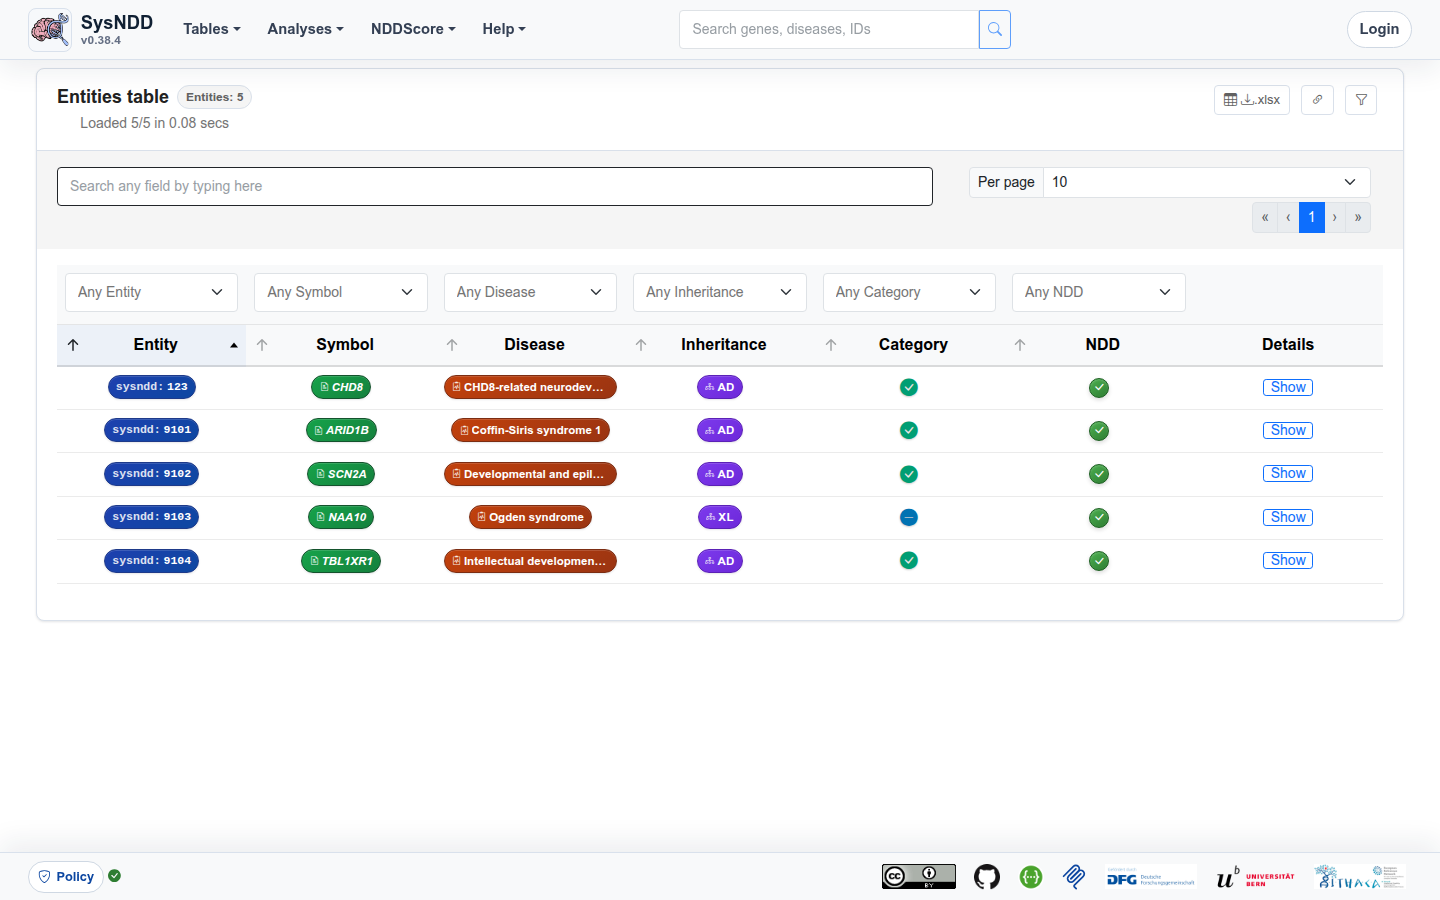 SysNDD
v0.38.4
Tables
Analyses
NDDScore
Help
Search genes, diseases, IDs
Login
Entities table
Entities: 5
Loaded 5/5 in 0.08 secs
.xlsx
Search any field by typing here
Per page 10
« ‹ 1 › »
Any Entity Any Symbol Any Disease Any Inheritance Any Category Any NDD
Entity Symbol Disease Inheritance Category NDD Details
sysndd: 123 CHD8 CHD8-related neurodev... AD Show
sysndd: 9101 ARID1B Coffin-Siris syndrome 1 AD Show
sysndd: 9102 SCN2A Developmental and epil... AD Show
sysndd: 9103 NAA10 Ogden syndrome XL Show
sysndd: 9104 TBL1XR1 Intellectual developmen... AD Show
Policy
CC BY
DFG Deutsche Forschungsgemeinschaft
u b UNIVERSITÄT BERN
ITHACA